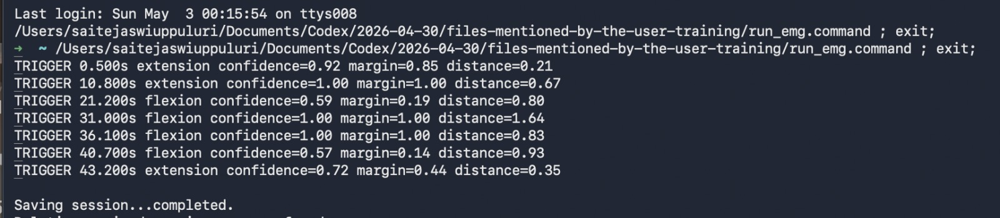 Last login: Sun May  3 00:15:54 on ttys008
/Users/saitejaswiuppuluri/Documents/Codex/2026-04-30/files-mentioned-by-the-user-training/run_emg.command ; exit;
➜  ~ /Users/saitejaswiuppuluri/Documents/Codex/2026-04-30/files-mentioned-by-the-user-training/run_emg.command ; exit;
TRIGGER 0.500s extension confidence=0.92 margin=0.85 distance=0.21
TRIGGER 10.800s extension confidence=1.00 margin=1.00 distance=0.67
TRIGGER 21.200s flexion confidence=0.59 margin=0.19 distance=0.80
TRIGGER 31.000s flexion confidence=1.00 margin=1.00 distance=1.64
TRIGGER 36.100s flexion confidence=1.00 margin=1.00 distance=0.83
TRIGGER 40.700s flexion confidence=0.57 margin=0.14 distance=0.93
TRIGGER 43.200s extension confidence=0.72 margin=0.44 distance=0.35
Saving session...completed.